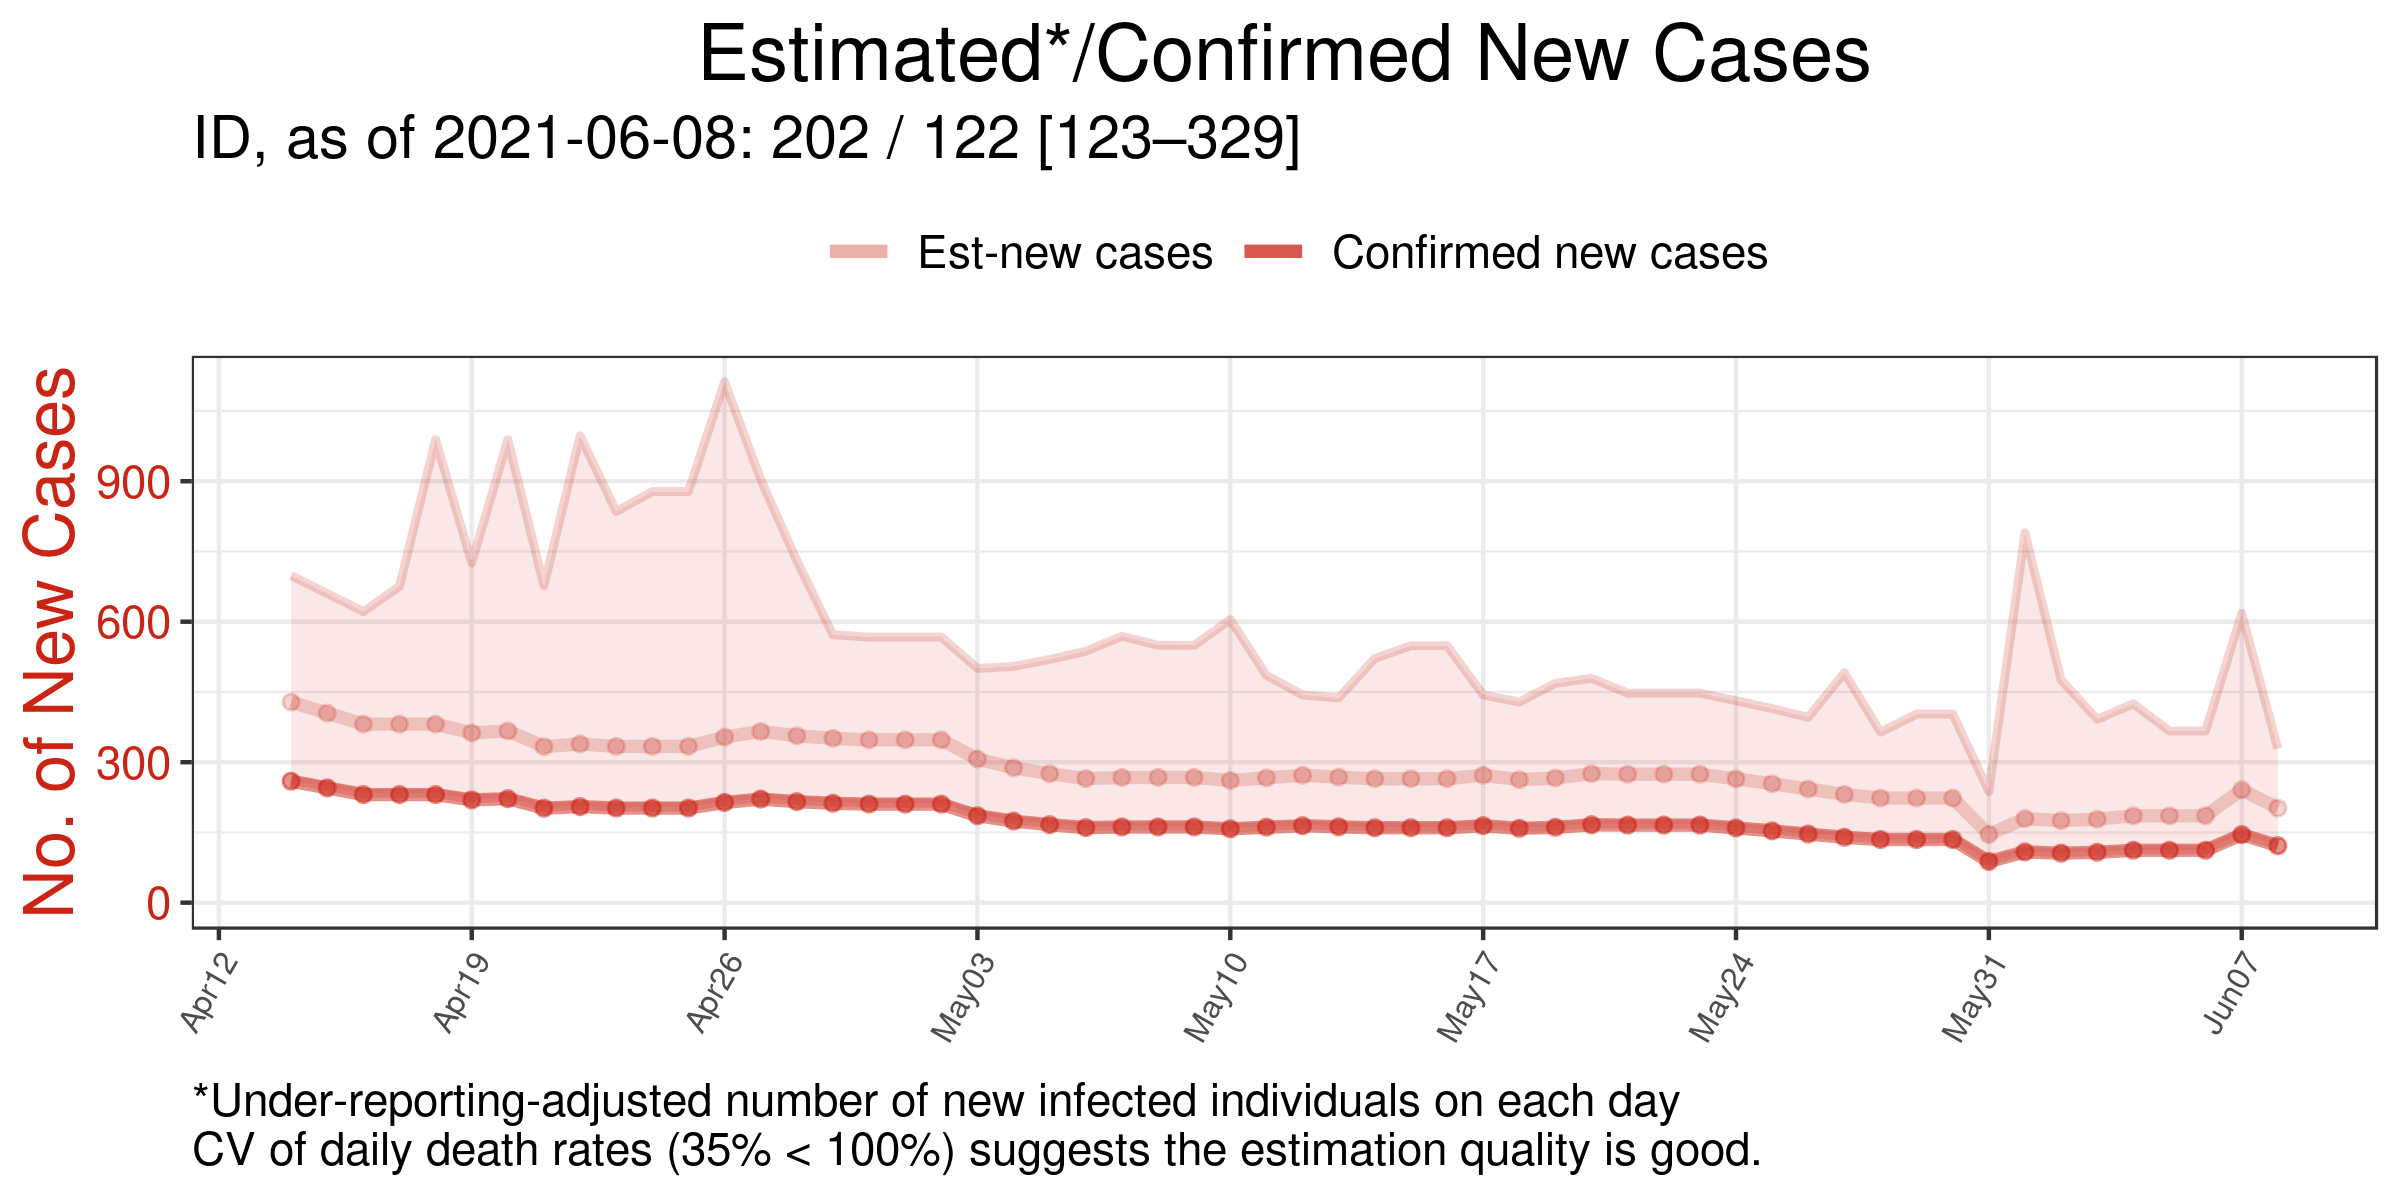 Estimated*/Confirmed New Cases
ID, as of 2021-06-08: 202 / 122 [123–329]
Est-new cases Confirmed new cases
No. of New Cases
900
600
300
0
Apr12 Apr19 Apr26 May03 May10 May17 May24 May31 Jun07
*Under-reporting-adjusted number of new infected individuals on each day
CV of daily death rates (35% < 100%) suggests the estimation quality is good.